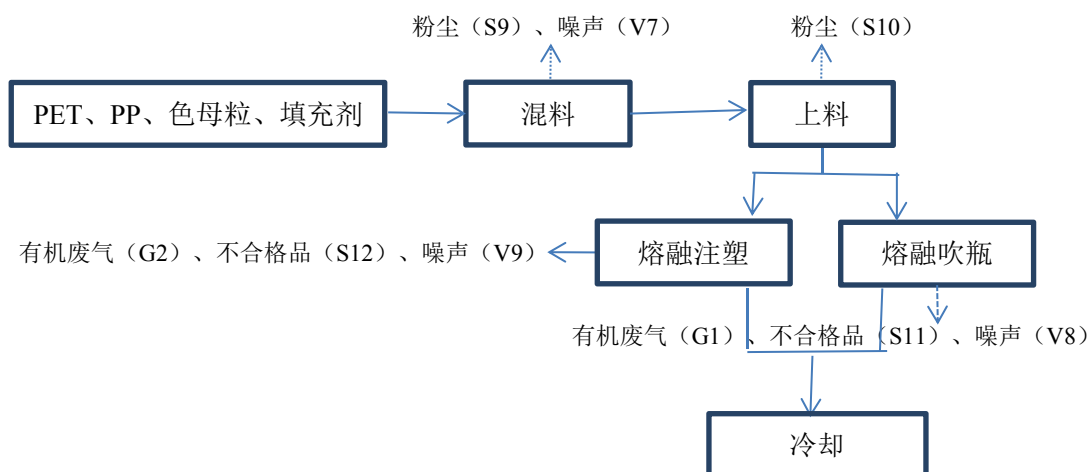 粉尘（S9）、噪声（V7）
粉尘（S10）
PET、PP、色母粒、填充剂
混料
上料
有机废气（G2）、不合格品（S12）、噪声（V9）
熔融注塑
熔融吹瓶
有机废气（G1）、不合格品（S11）、噪声（V8）
冷却